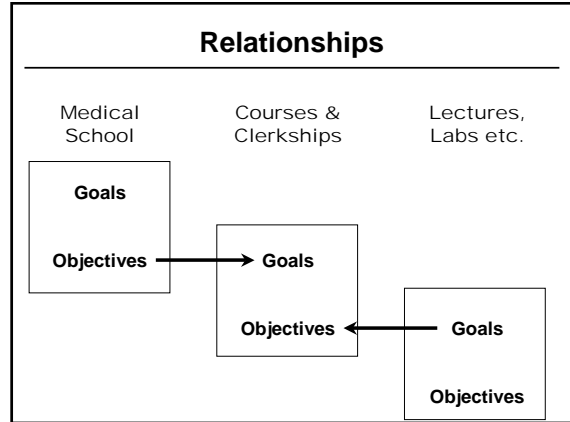 Relationships
Medical
School
Courses &
Clerkships
Lectures,
Labs etc.
Goals
Objectives
Goals
Objectives
Goals
Objectives